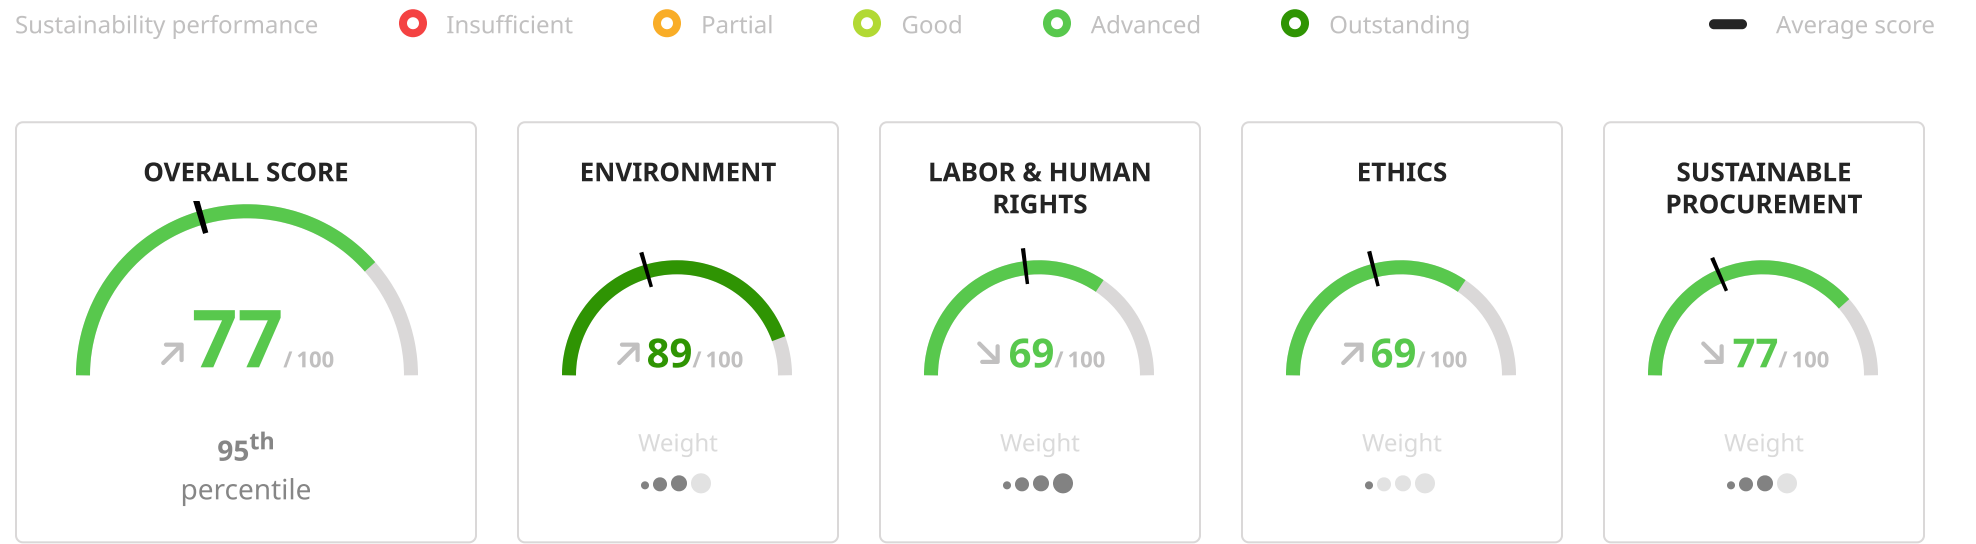 Sustainability performance Insufficient Partial Good Advanced Outstanding Average score
OVERALL SCORE
77 / 100
95th
percentile
ENVIRONMENT
89 / 100
Weight
LABOR & HUMAN
RIGHTS
69 / 100
Weight
ETHICS
69 / 100
Weight
SUSTAINABLE
PROCUREMENT
77 / 100
Weight